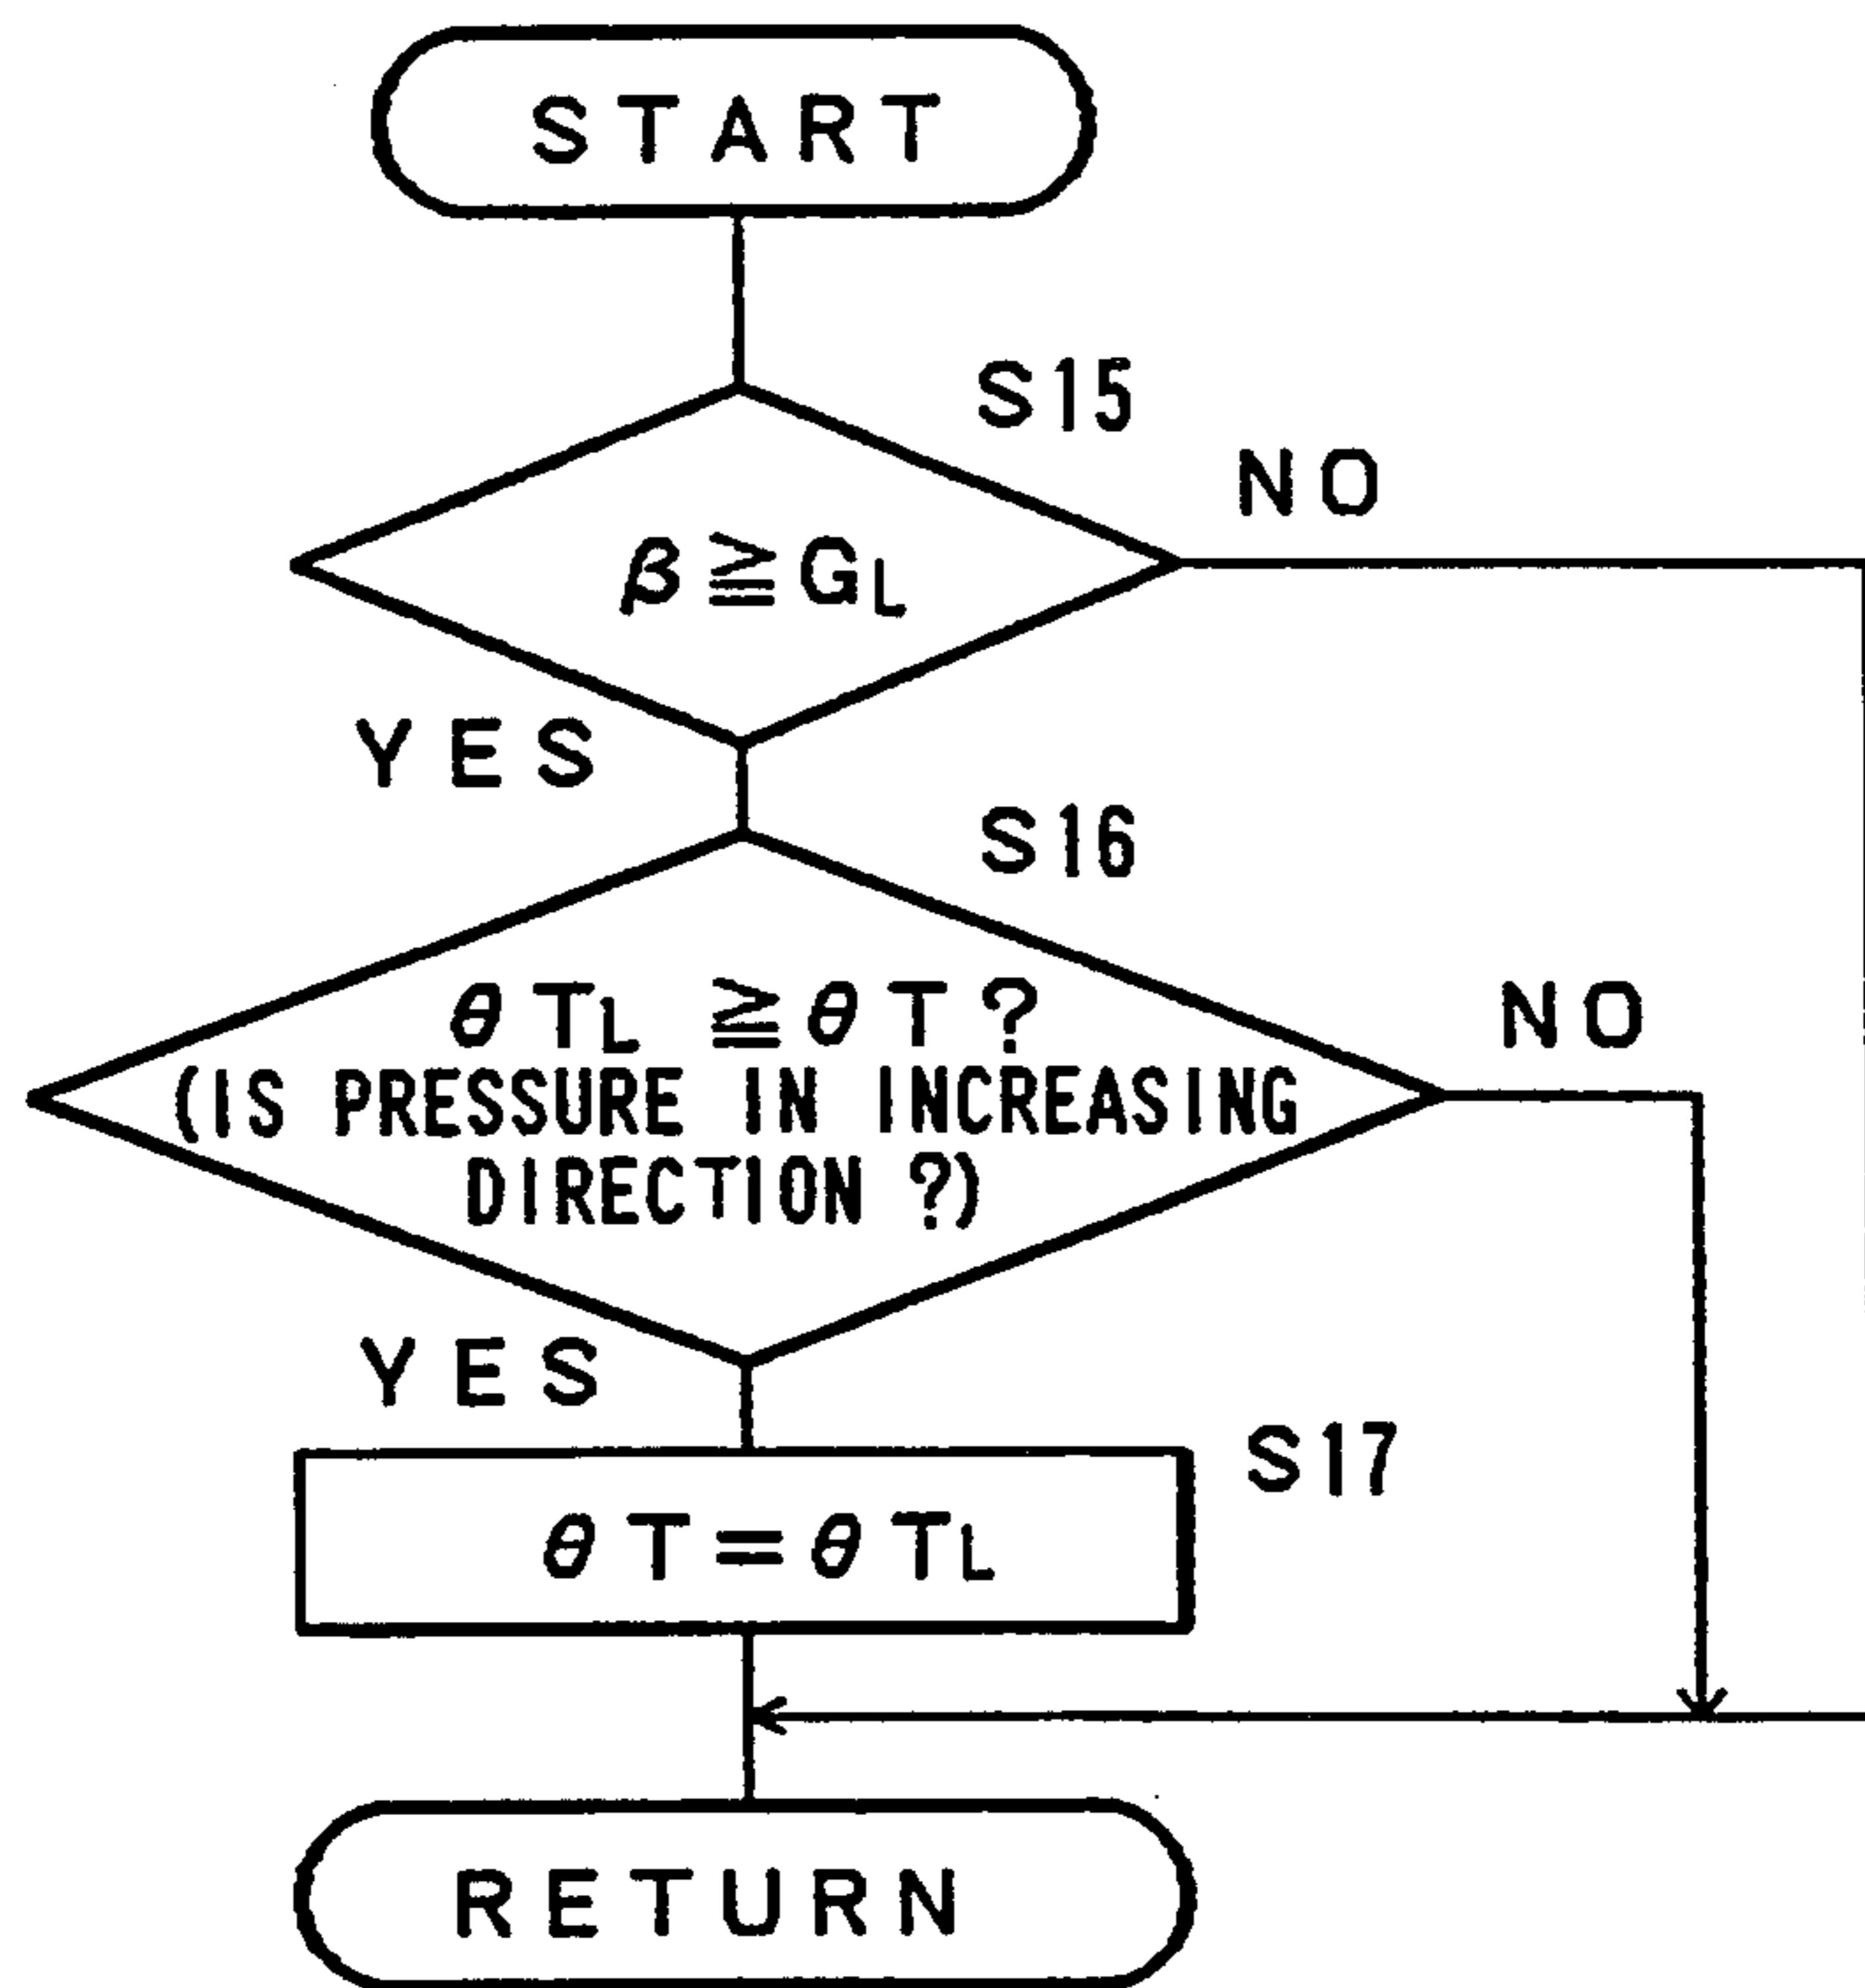 START
S15
NO
β≧GL
YES
S16
θTL ≧θT?
NO
(IS PRESSURE IN INCREASING
DIRECTION ?)
YES
S17
θT=θTL
RETURN